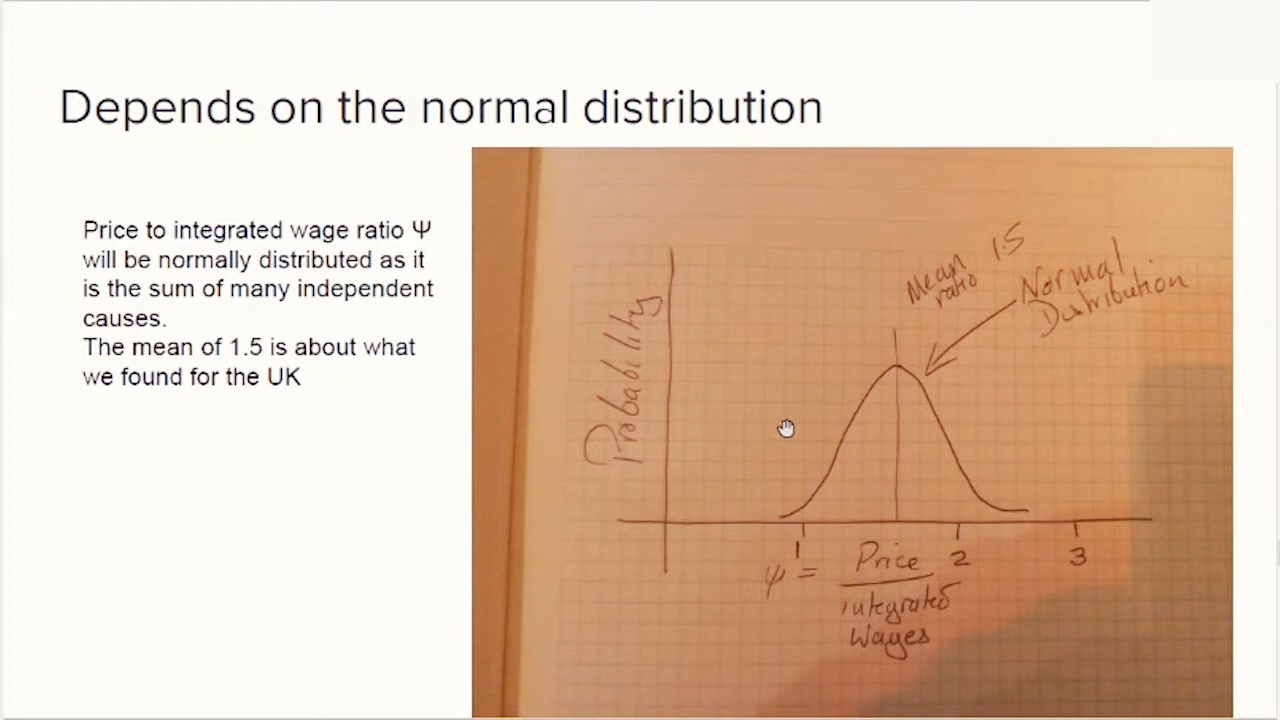 Depends on the normal distribution
Price to integrated wage ratio Ψ
will be normally distributed as it
is the sum of many independent
causes.
The mean of 1.5 is about what
we found for the UK
Probability
Mean
ratio 1.5
Normal
Distribution
1 2 3
ψ = Price
integrated
Wages